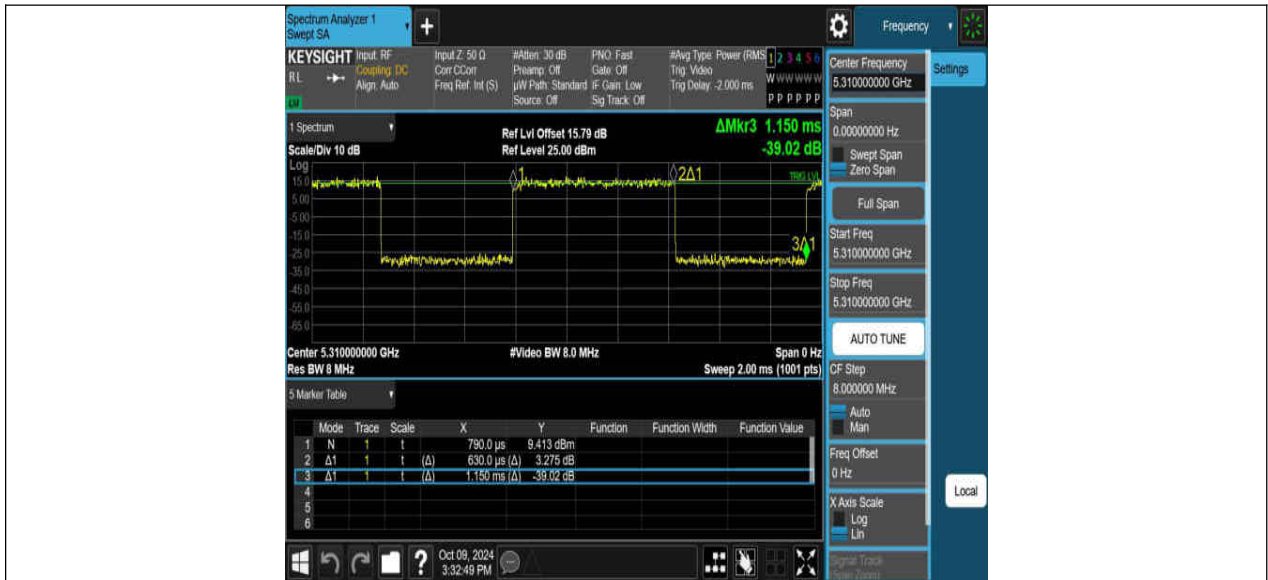 Spectrum Analyzer 1
Swept SA
+
Frequency
KEYSIGHT
RL
Input: RF
Coupling: DC
Align: Auto
Input Z: 50 Ω
Corr CCorr
Freq Ref: Int (S)
#Atten: 30 dB
Preamp: Off
µW Path: Standard
Source: Off
PNO: Fast
Gate: Off
IF Gain: Low
Sig Track: Off
#Avg Type: Power (RMS
Trig: Video
Trig Delay: -2.000 ms
1 2 3 4 5 6
W W W W W W
P P P P P P
Center Frequency
5.310000000 GHz
Settings
Span
0.00000000 Hz
Swept Span
Zero Span
Full Span
Start Freq
5.310000000 GHz
Stop Freq
5.310000000 GHz
AUTO TUNE
CF Step
8.000000 MHz
Auto
Man
Freq Offset
0 Hz
X Axis Scale
Log
Lin
Signal Track
(Span Zoom)
Local
1 Spectrum
Scale/Div 10 dB
Ref Lvl Offset 15.79 dB
Ref Level 25.00 dBm
ΔMkr3 1.150 ms
-39.02 dB
Log
15.0
5.00
-5.00
-15.0
-25.0
-35.0
-45.0
-55.0
-65.0
1
2Δ1
TRIG LVL
3Δ1
Center 5.310000000 GHz
Res BW 8 MHz
#Video BW 8.0 MHz
Span 0 Hz
Sweep 2.00 ms (1001 pts)
5 Marker Table
Mode Trace Scale X Y Function Function Width Function Value
1 N 1 t 790.0 µs 9.413 dBm
2 Δ1 1 t (Δ) 630.0 µs (Δ) 3.275 dB
3 Δ1 1 t (Δ) 1.150 ms (Δ) -39.02 dB
4
5
6
?
Oct 09, 2024
3:32:49 PM